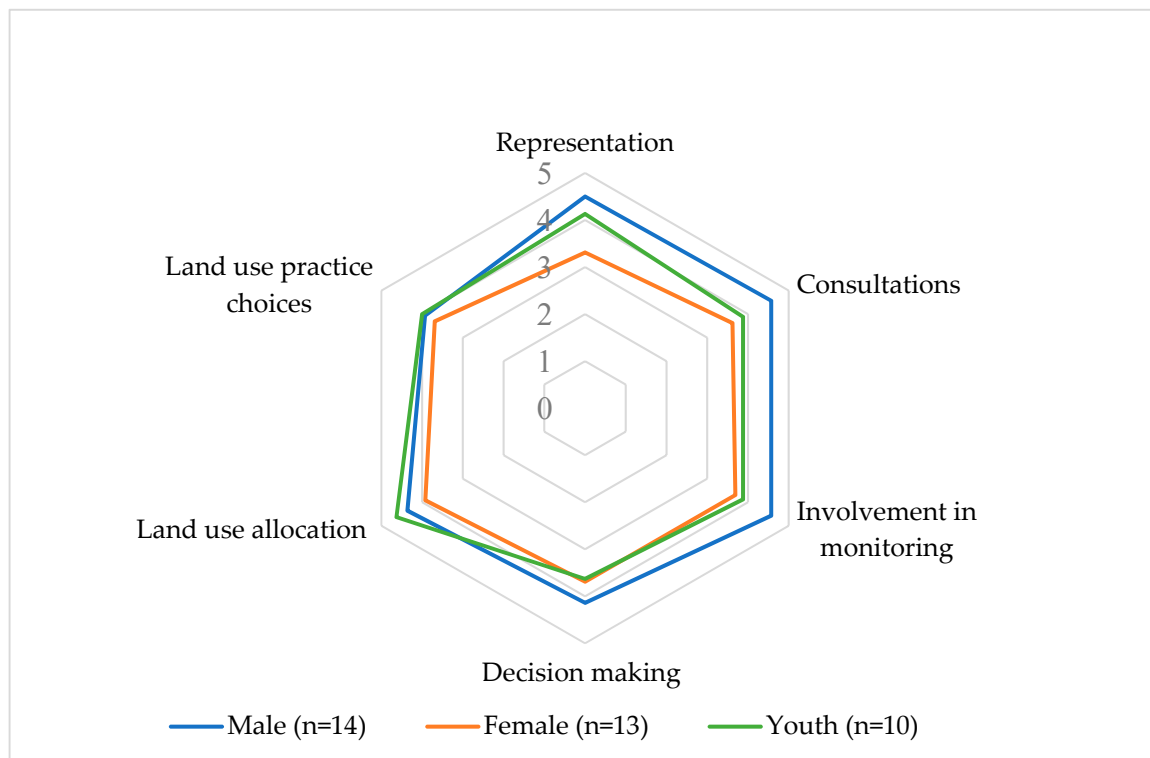 Representation
5
4
3
2
1
0
Land use practice
choices
Consultations
Land use allocation
Involvement in
monitoring
Decision making
Male (n=14) Female (n=13) Youth (n=10)